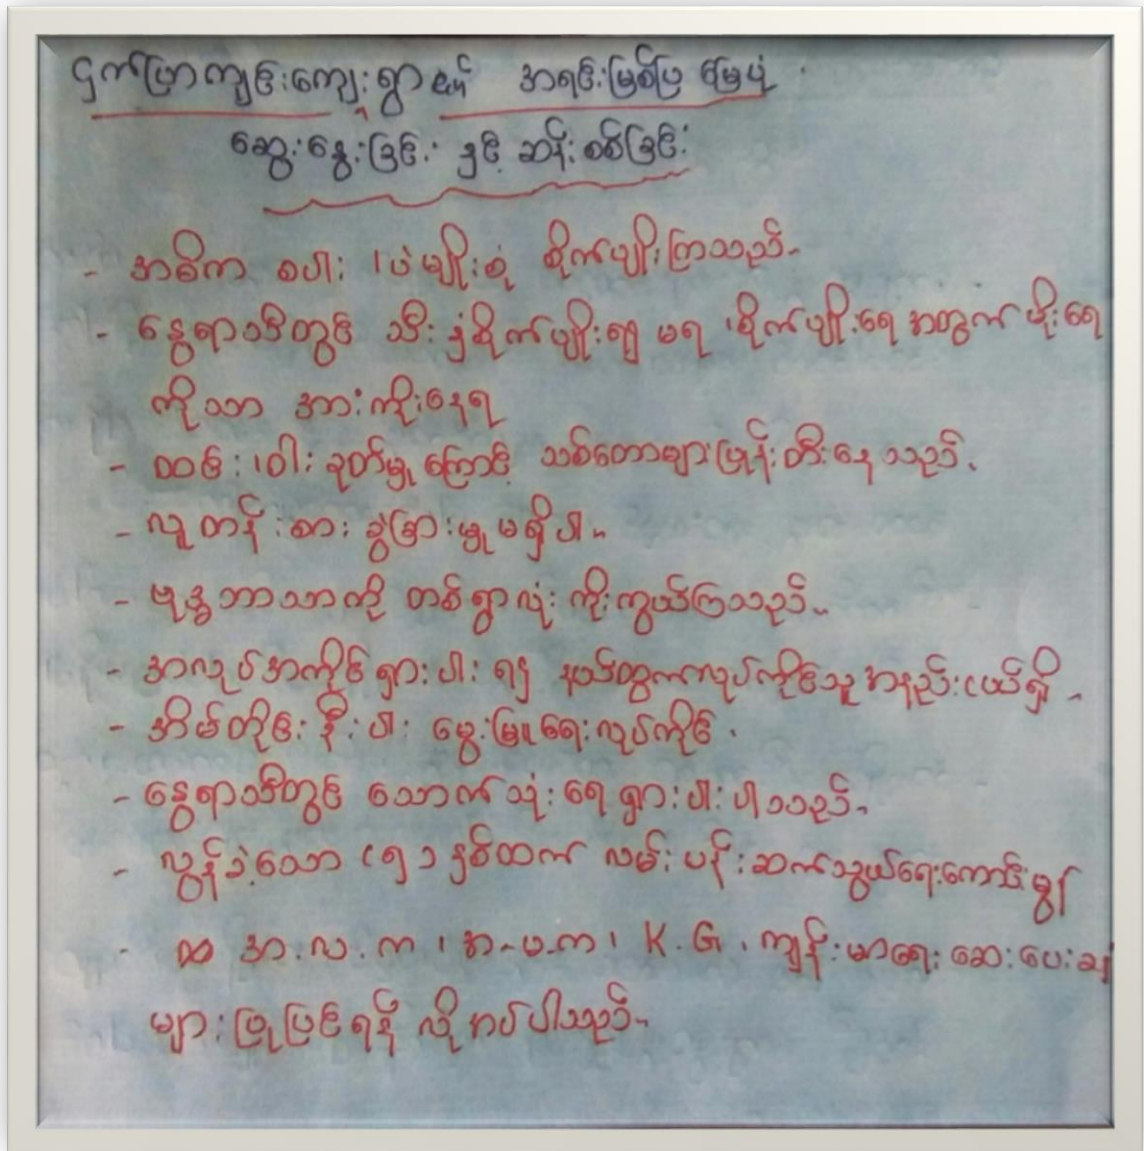 ငှက်ပြာကျင်းကျေးရွာ ၏ အရင်းမြစ်ပြ မြေပုံ
ဆွေးနွေးခြင်း နှင့် ဆန်းစစ်ခြင်း
- အဓိက စပါး ၊ ပဲမျိုးစုံ စိုက်ပျိုးကြသည်။
- နွေရာသီတွင် သီးနှံစိုက်ပျိုး၍ မရ ၊ စိုက်ပျိုးရေ အတွက် မိုးရေ
ကိုသာ အားကိုးနေရ
- ထင်း ၊ ဝါး ခုတ်မှု ကြောင့် သစ်တောများ ပြုန်းတီးနေသည်။
- လူတန်းစား ခွဲခြားမှု မရှိပါ။
- ဗုဒ္ဓဘာသာကို တစ်ရွာလုံး ကိုးကွယ်ကြသည်။
- အလုပ်အကိုင် ရှားပါး ၍ နယ်ထွက်လုပ်ကိုင်သူ အနည်းငယ်ရှိ။
- အိမ်တိုင်း နီးပါး မွေးမြူရေးလုပ်ကိုင်။
- နွေရာသီတွင် သောက်သုံးရေ ရှားပါးပါသည်။
- လွန်ခဲ့သော (၅) နှစ်ထက် လမ်းပန်းဆက်သွယ်ရေးကောင်းမွန်
- အ.လ.က ၊ အ.မ.က ၊ K.G ၊ ကျန်းမာရေး ဆေးပေးခန်း
များ ပြုပြင်ရန် လိုအပ်ပါသည်။